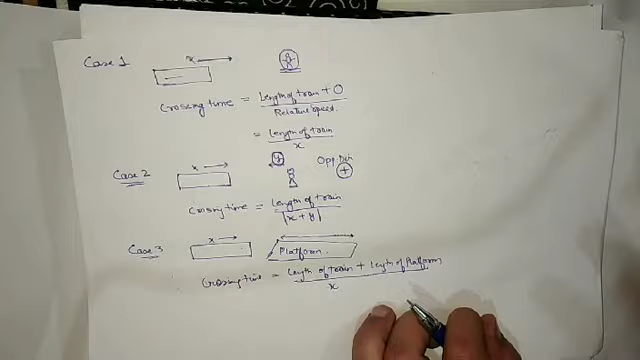 Case 1
x
Crossing time = Length of train + 0
Relative speed.
= Length of train
x
Case 2
x
y
Opp. Din
+
Crossing time = Length of train
|x + y|
Case 3
x
Platform.
Crossing time = Length of train + Length of Platform
x